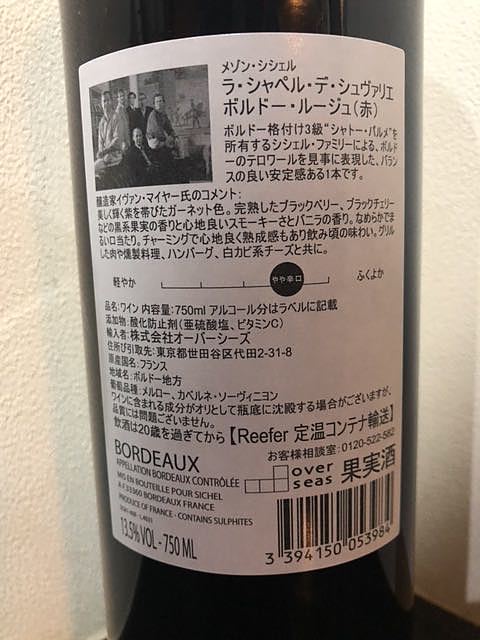 メゾン・シシェル
ラ・シャペル・デ・シュヴァリエ
ボルドー・ルージュ(赤)
ボルドー格付け3級“シャトー・パルメ”を
所有するシシェル・ファミリーによる、ボルド
ーのテロワールを見事に表現した、バラン
スの良い安定感ある1本です。
醸造家イヴァン・マイヤー氏のコメント:
美しく輝く紫を帯びたガーネット色。完熟したブラックベリー、ブラックチェリー
などの黒系果実の香りと心地良いスモーキーさとバニラの香り。なめらかでま
るい口当たり。チャーミングで心地良く熟成感もあり飲み頃の味わい。グリル
した肉や燻製料理、ハンバーグ、白カビ系チーズと共に。
軽やか やや辛口 ふくよか
品名:ワイン 内容量:750ml アルコール分はラベルに記載
添加物:酸化防止剤(亜硫酸塩、ビタミンC)
輸入者:株式会社オーバーシーズ
住所び引取先:東京都世田谷区代田2-31-8
原産国名:フランス
地域名:ボルドー地方
葡萄品種:メルロー、カベルネ・ソーヴィニヨン
ワインに含まれる成分がオリとして瓶底に沈殿する場合がございますが、
品質には問題ございません。
飲酒は20歳を過ぎてから【Reefer 定温コンテナ輸送】
お客様相談室:0120-522-582
BORDEAUX
APPELLATION BORDEAUX CONTRÔLÉE
MIS EN BOUTEILLE POUR SICHEL
À F 33360 BORDEAUX FRANCE
PRODUCE OF FRANCE - CONTAINS SULPHITES
13.5% VOL - 750 ML
over
seas
果実酒
3 394150 053984